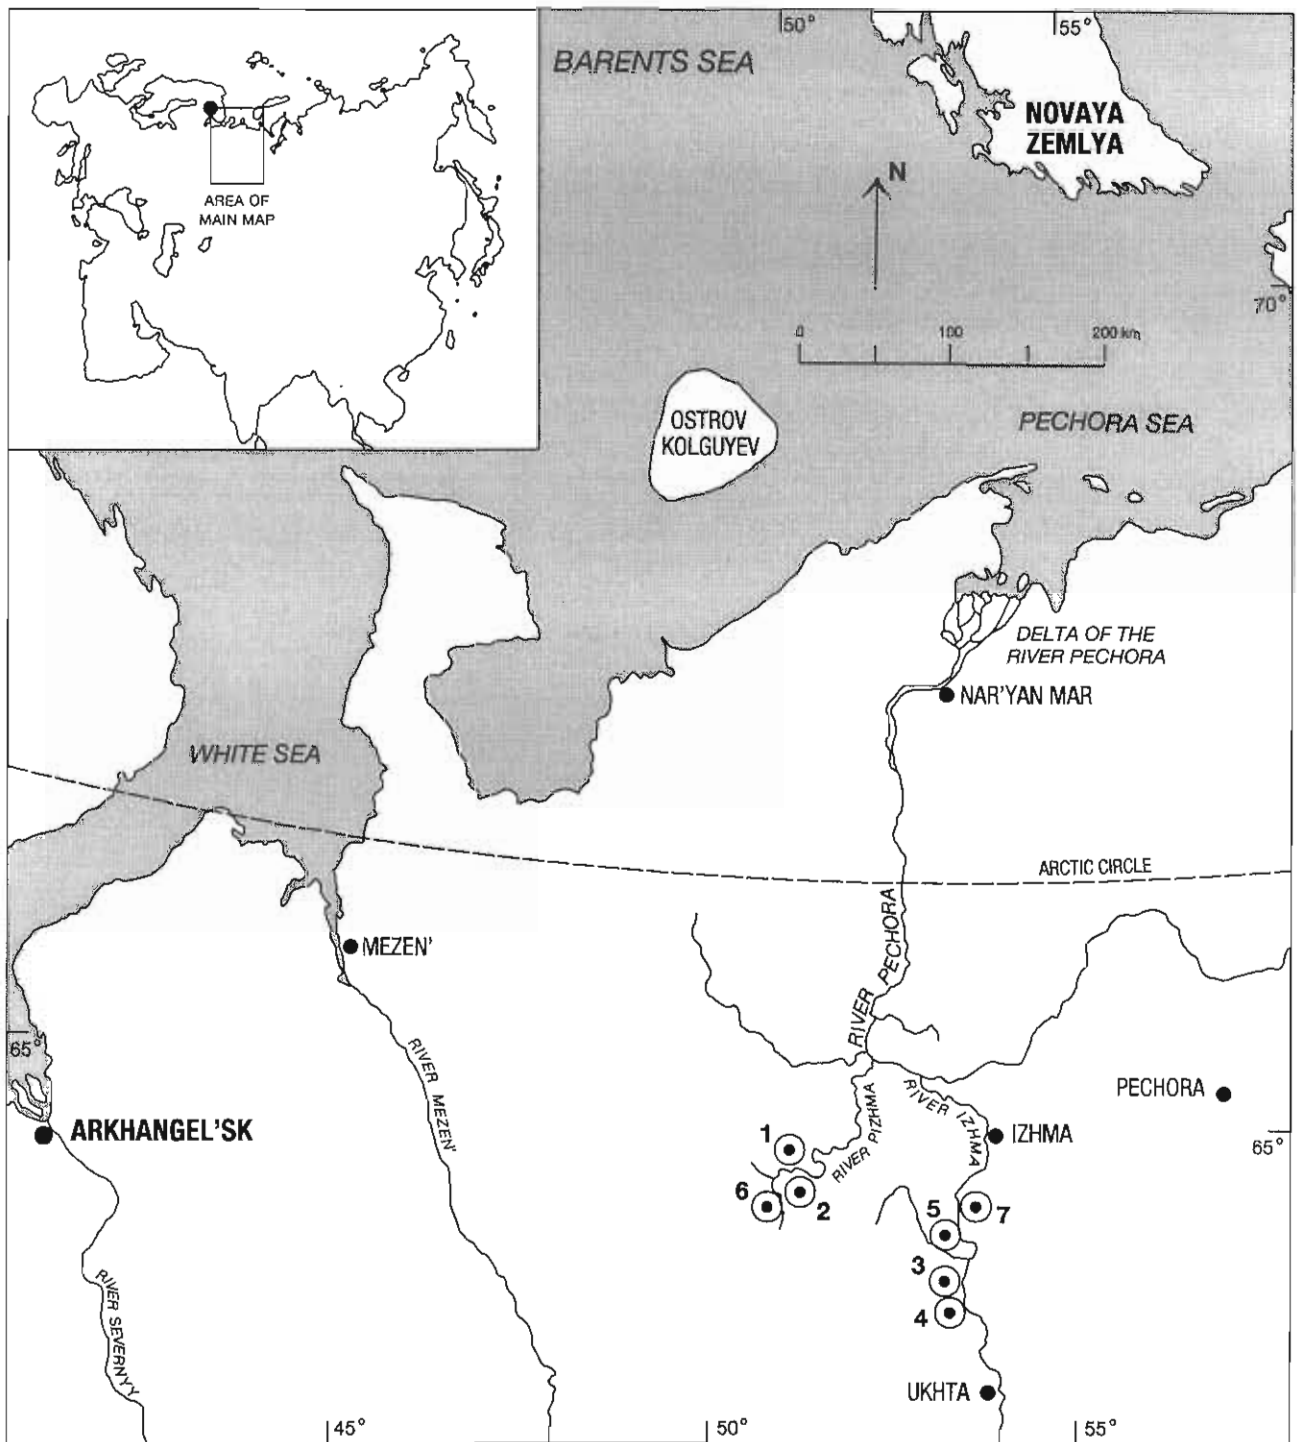 50°
55°
BARENTS SEA
NOVAYA
ZEMLYA
N
AREA OF
MAIN MAP
70°
0 100 200 km
OSTROV
KOLGUYEV
PECHORA SEA
DELTA OF THE
RIVER PECHORA
NAR'YAN MAR
WHITE SEA
ARCTIC CIRCLE
RIVER PECHORA
MEZEN'
65°
RIVER MEZEN'
PECHORA
RIVER PIZHMA
RIVER IZHMA
ARKHANGEL'SK
IZHMA
65°
1
6
2
5
7
3
4
RIVER SEVERNYY
UKHTA
45°
50°
55°